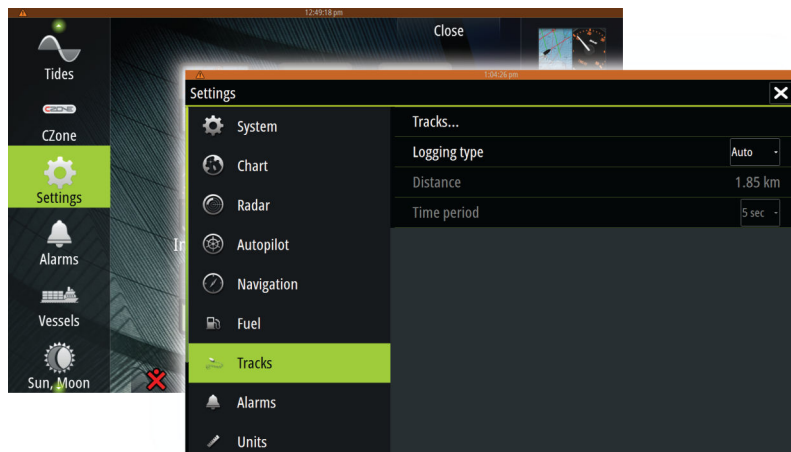 12:49:18 pm
Close
Tides
CZONE
CZone
Settings
Alarms
Vessels
Sun, Moon
1:04:26 pm
Settings
System
Chart
Radar
Autopilot
Navigation
Fuel
Tracks
Alarms
Units
Tracks...
Logging type Auto
Distance 1.85 km
Time period 5 sec